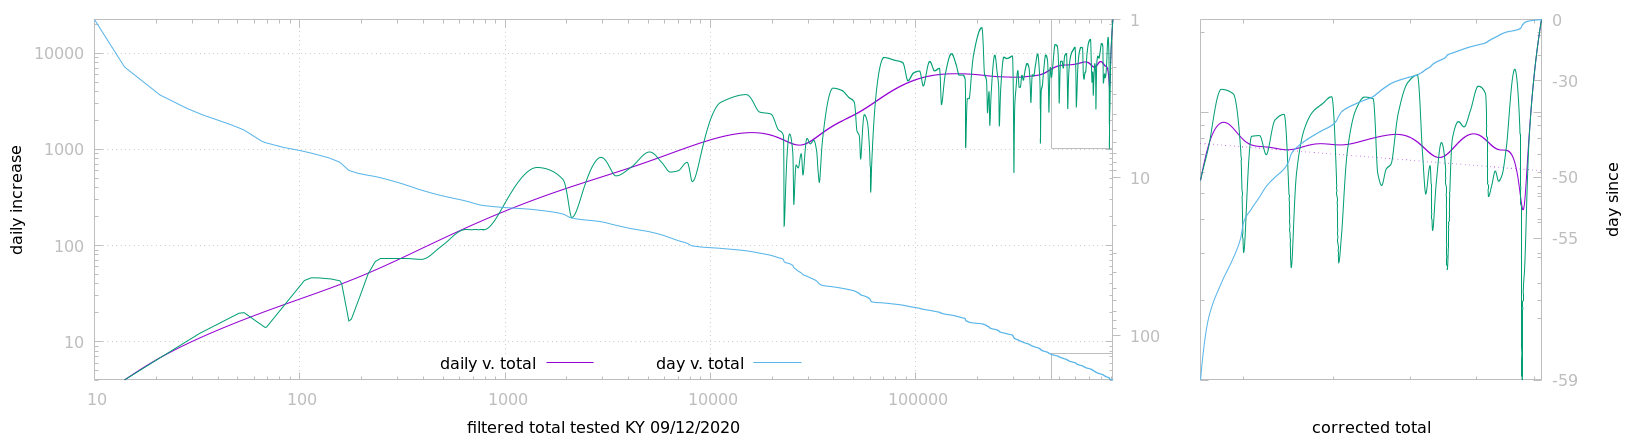 daily increase
10000
1000
100
10
1
10
100
daily v. total
day v. total
10
100
1000
10000
100000
filtered total tested KY 09/12/2020
0
-30
-50
-55
-59
day since
corrected total